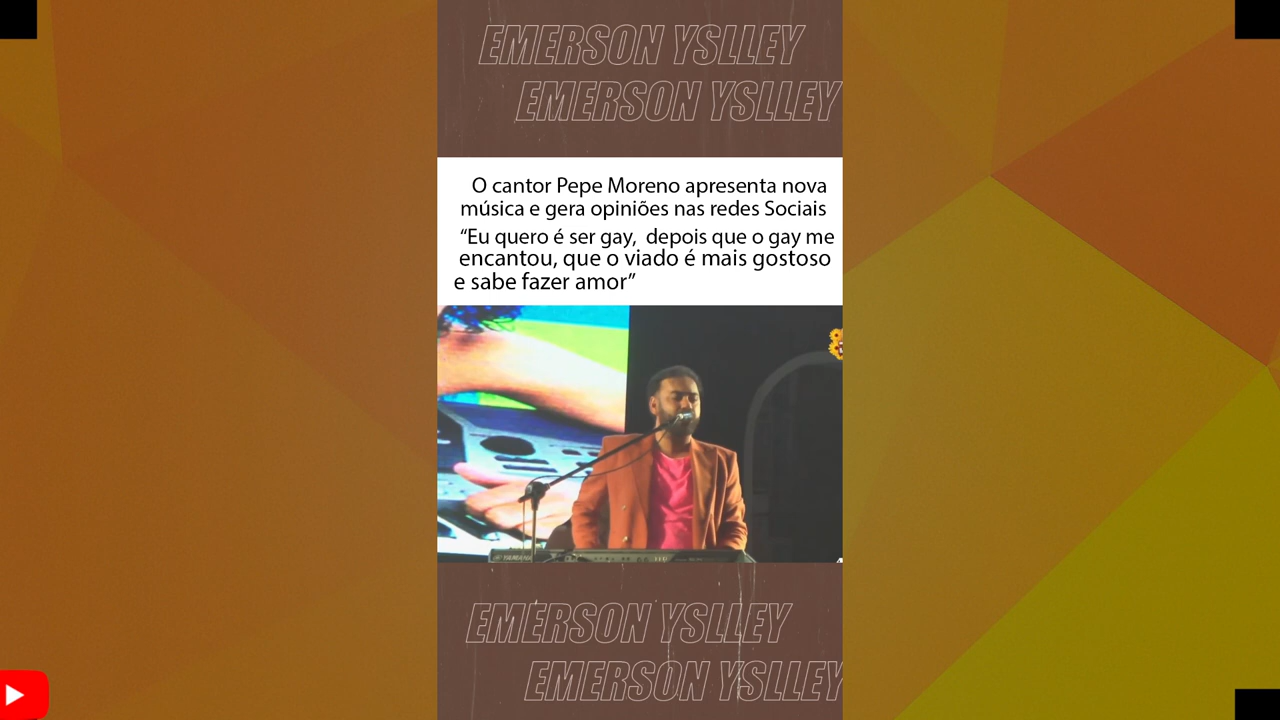 EMERSON YSLLEY
EMERSON YSLLEY
O cantor Pepe Moreno apresenta nova
música e gera opiniões nas redes Sociais
“Eu quero é ser gay, depois que o gay me
encantou, que o viado é mais gostoso
e sabe fazer amor”
YAMAHA
EMERSON YSLLEY
EMERSON YSLLEY